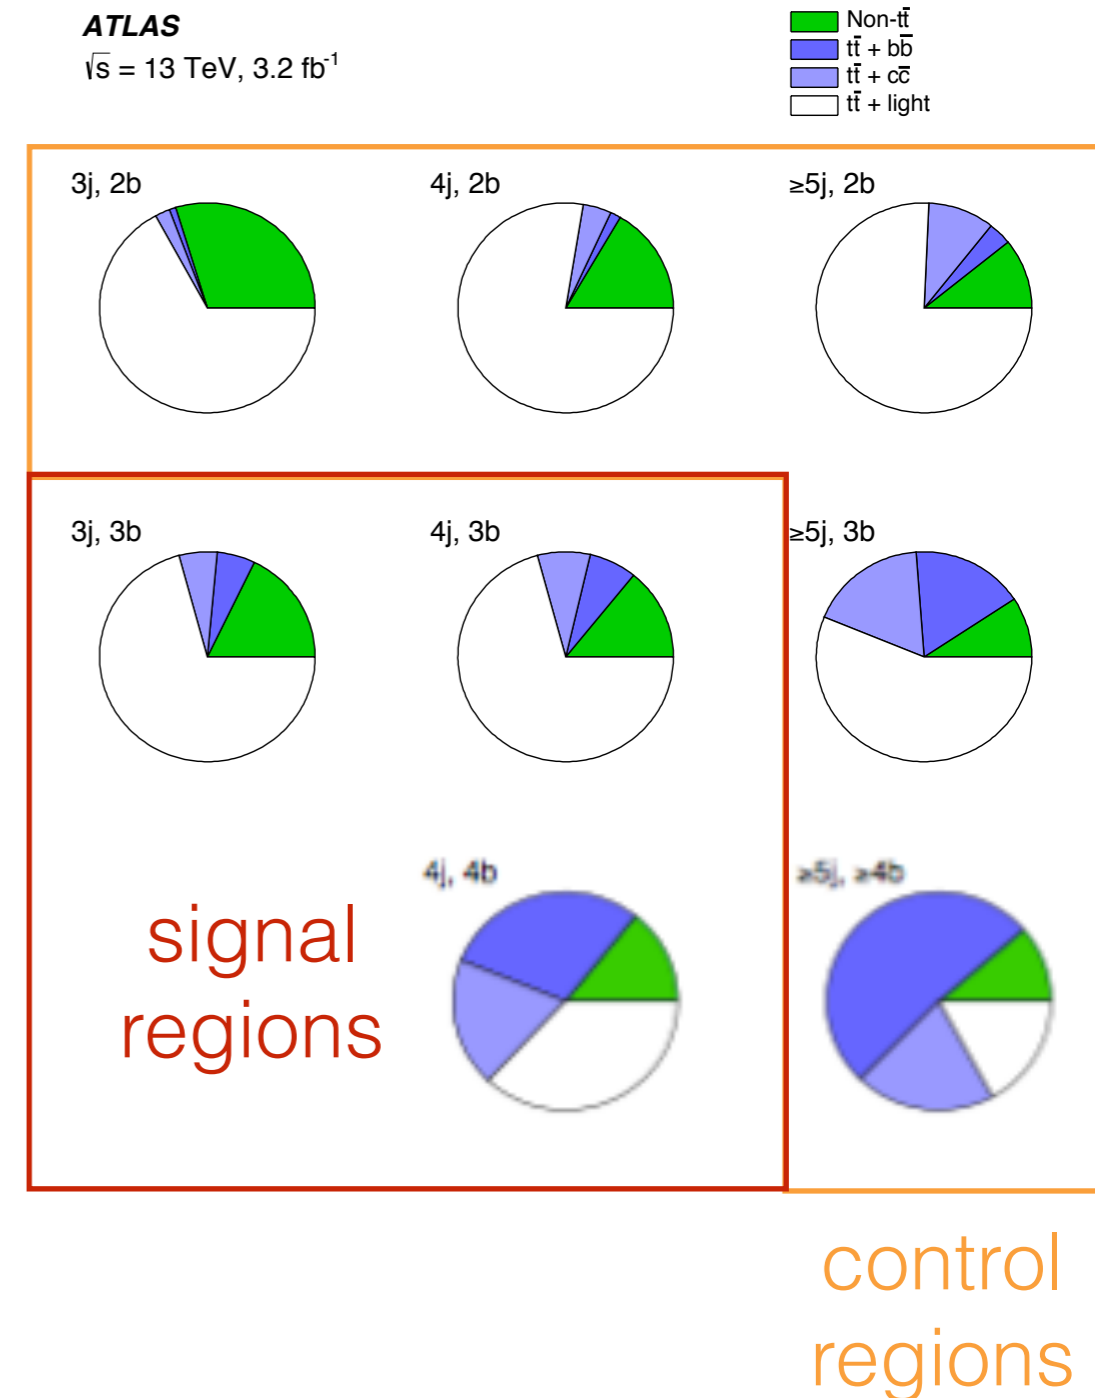 ATLAS
√s = 13 TeV, 3.2 fb⁻¹
Non-tt̅
tt̅ + bb̅
tt̅ + cc̅
tt̅ + light
3j, 2b
4j, 2b
≥5j, 2b
3j, 3b
4j, 3b
≥5j, 3b
4j, 4b
≥5j, ≥4b
signal
regions
control
regions